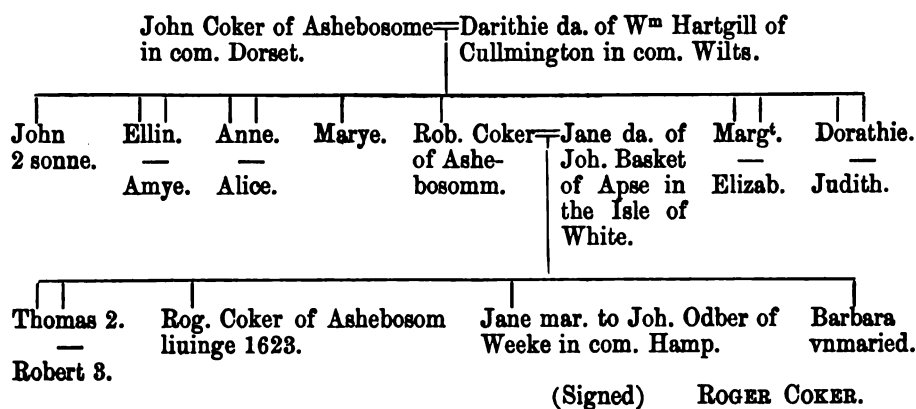 John Coker of Ashebosome Darithie da. of Wᵐ Hartgill of
in com. Dorset. Cullmington in com. Wilts.
John Ellin. Anne. Marye. Rob. Coker Jane da. of Margᵗ. Dorathie.
2 sonne. — — of Ashe- Joh. Basket — —
Amye. Alice. bosomm. of Apse in Elizab. Judith.
the Isle of
White.
Thomas 2. Rog. Coker of Ashebosom Jane mar. to Joh. Odber of Barbara
— liuinge 1623. Weeke in com. Hamp. vnmaried.
Robert 3.
(Signed) ROGER COKER.